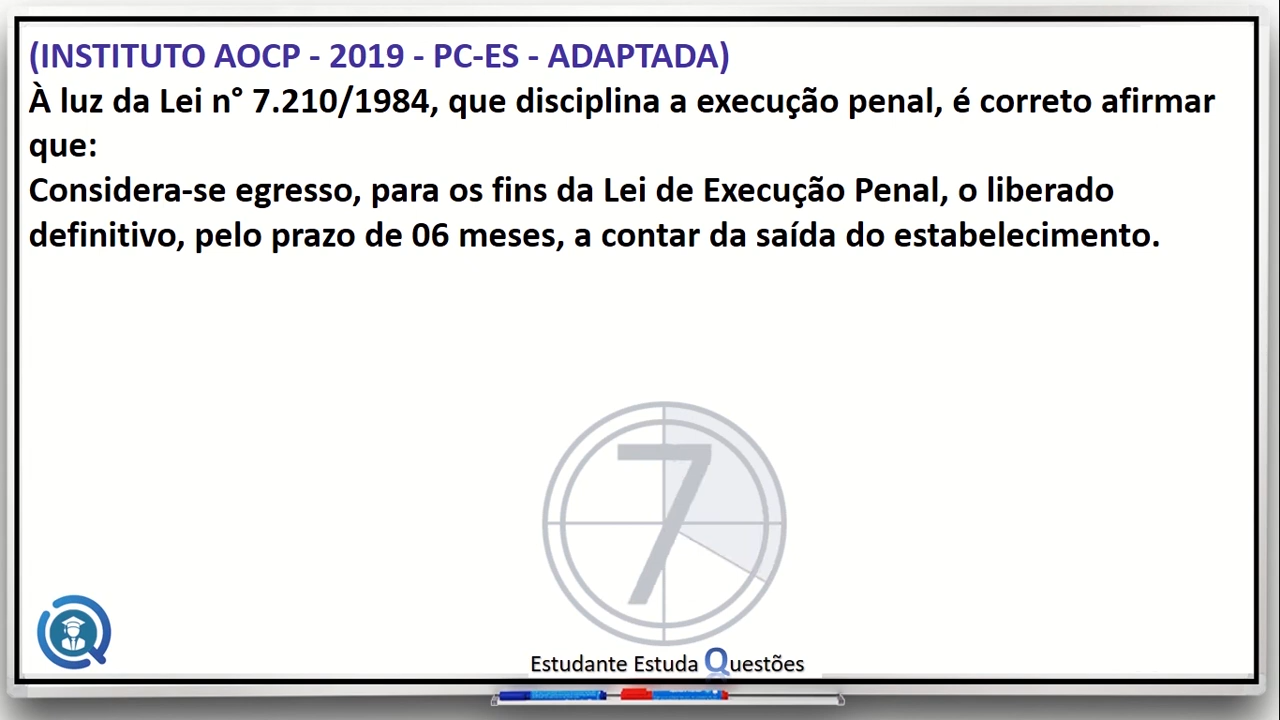 (INSTITUTO AOCP - 2019 - PC-ES - ADAPTADA)
À luz da Lei n° 7.210/1984, que disciplina a execução penal, é correto afirmar
que:
Considera-se egresso, para os fins da Lei de Execução Penal, o liberado
definitivo, pelo prazo de 06 meses, a contar da saída do estabelecimento.
7
Estudante Estuda Questões